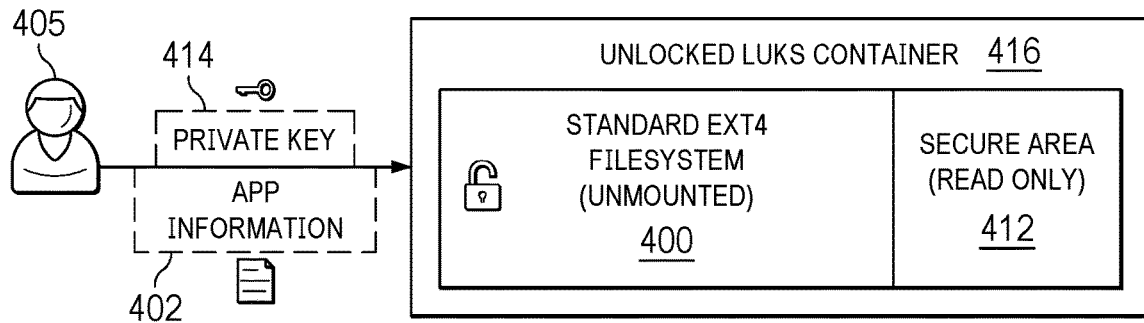 405
414
PRIVATE KEY
APP
INFORMATION
402
UNLOCKED LUKS CONTAINER 416
STANDARD EXT4
FILESYSTEM
(UNMOUNTED)
400
SECURE AREA
(READ ONLY)
412